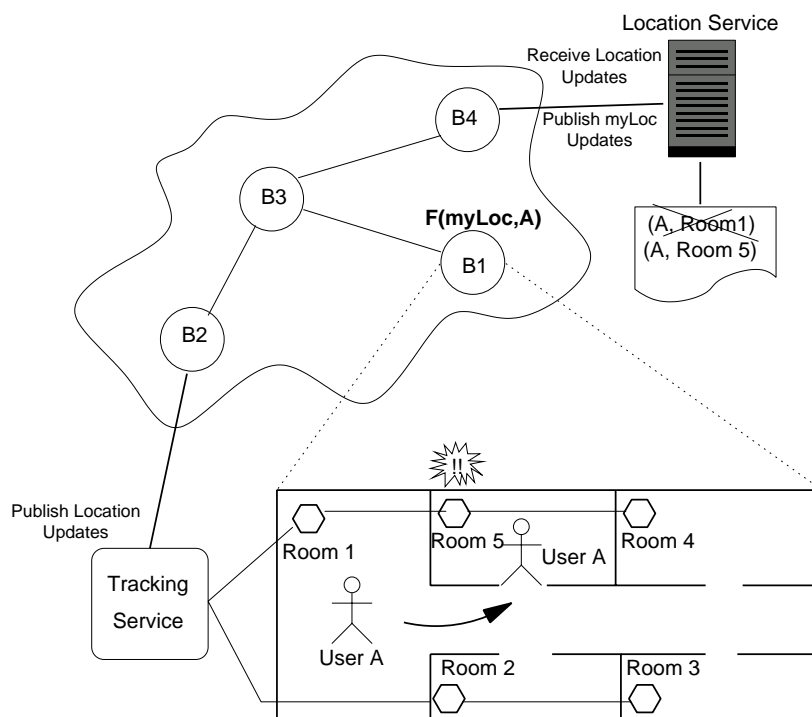 Location Service
Receive Location
Updates
B4
Publish myLoc
Updates
B3
F(myLoc,A)
(A, Room1)
(A, Room 5)
B1
B2
!!
Publish Location
Updates
Room 1
Room 5
User A
Room 4
Tracking
Service
User A
Room 2
Room 3